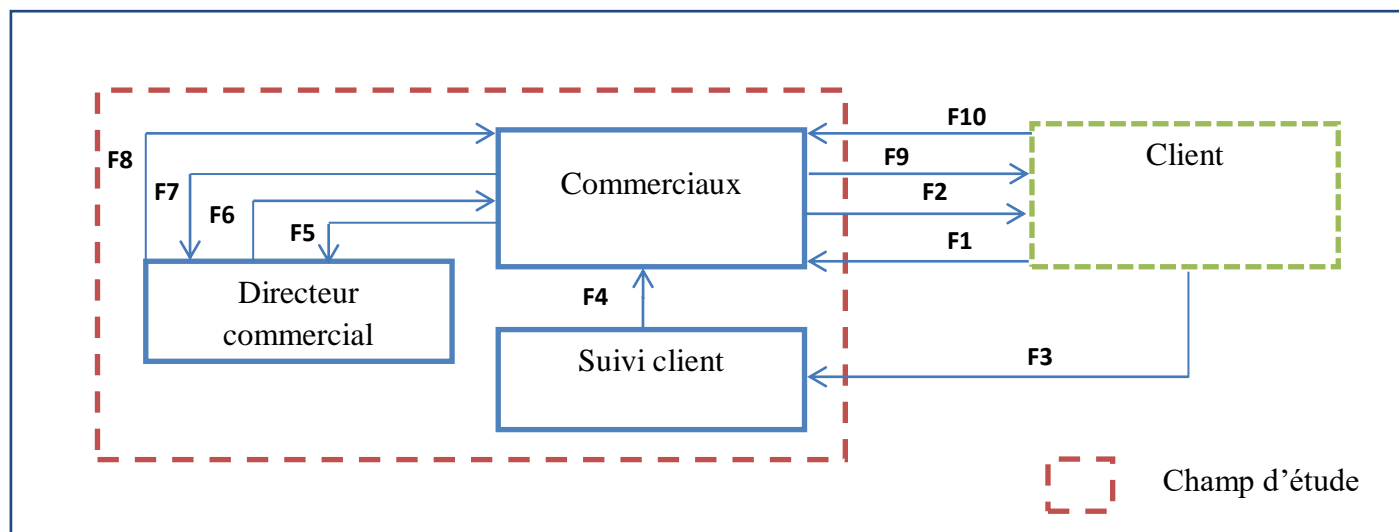 F10
Client
F8
F9
Commerciaux
F7
F2
F6
F5
F1
Directeur
commercial
F4
Suivi client
F3
Champ d’étude